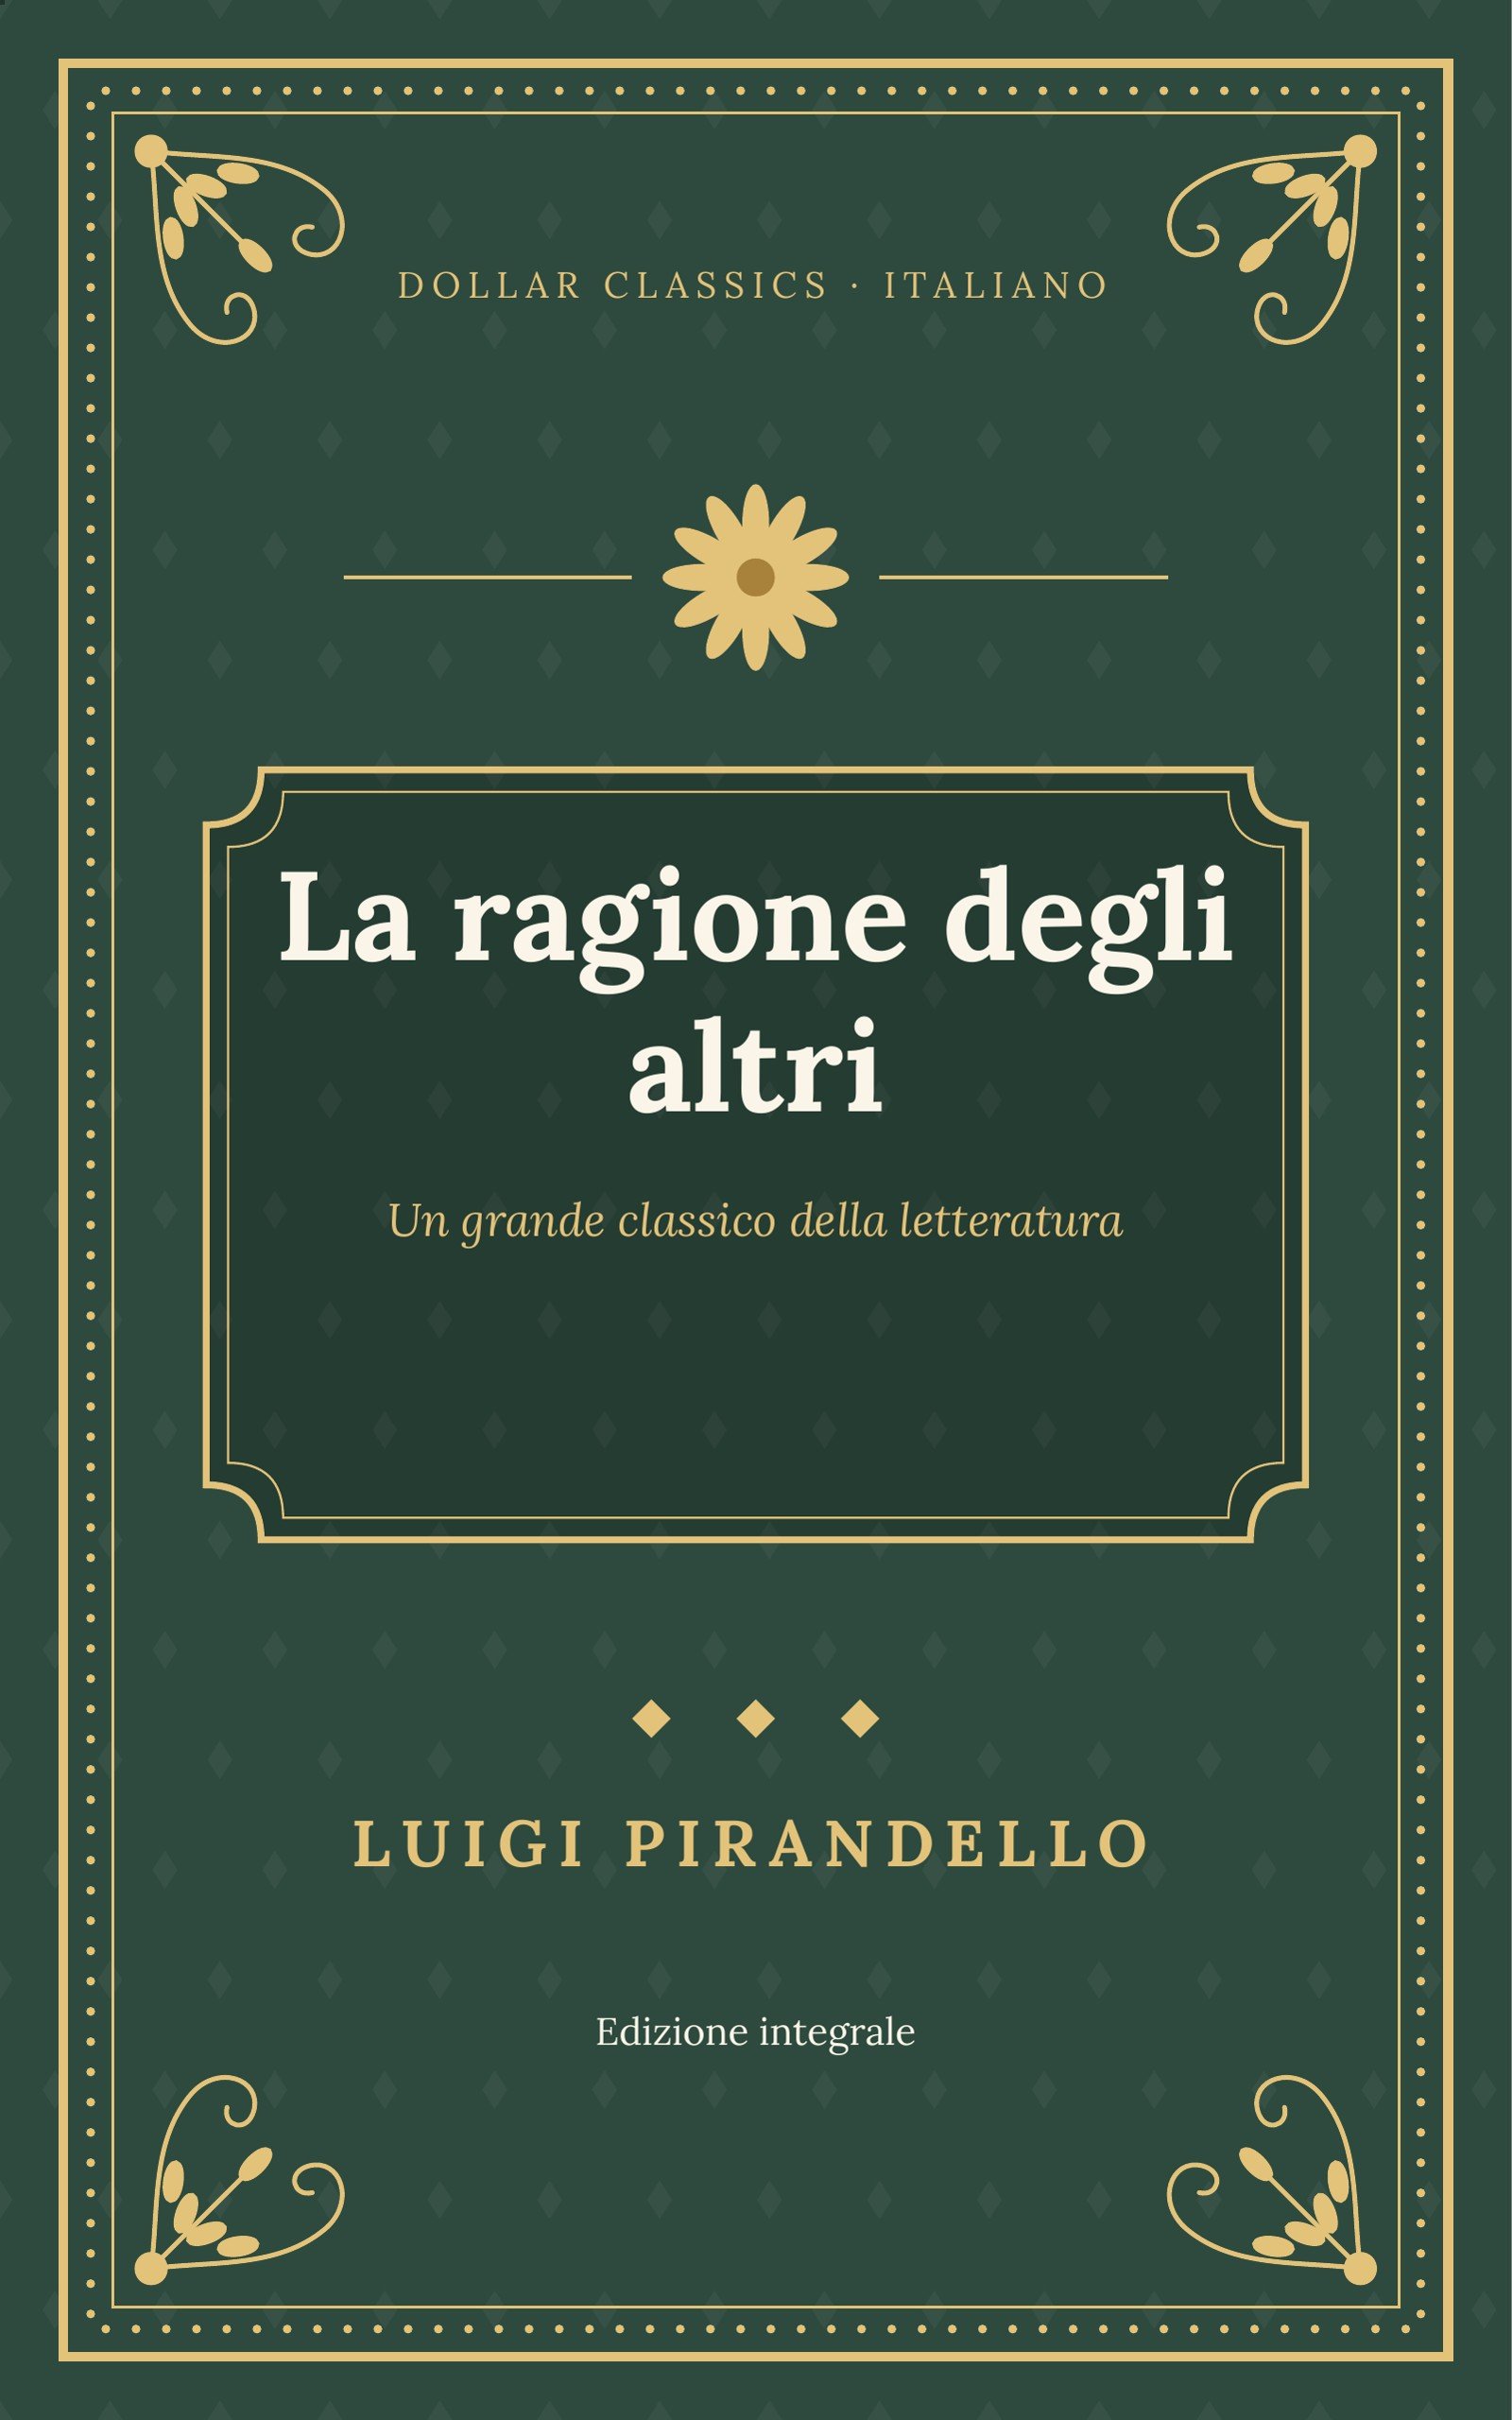 DOLLAR CLASSICS · ITALIANO
La ragione degli
altri
Un grande classico della letteratura
LUIGI PIRANDELLO
Edizione integrale